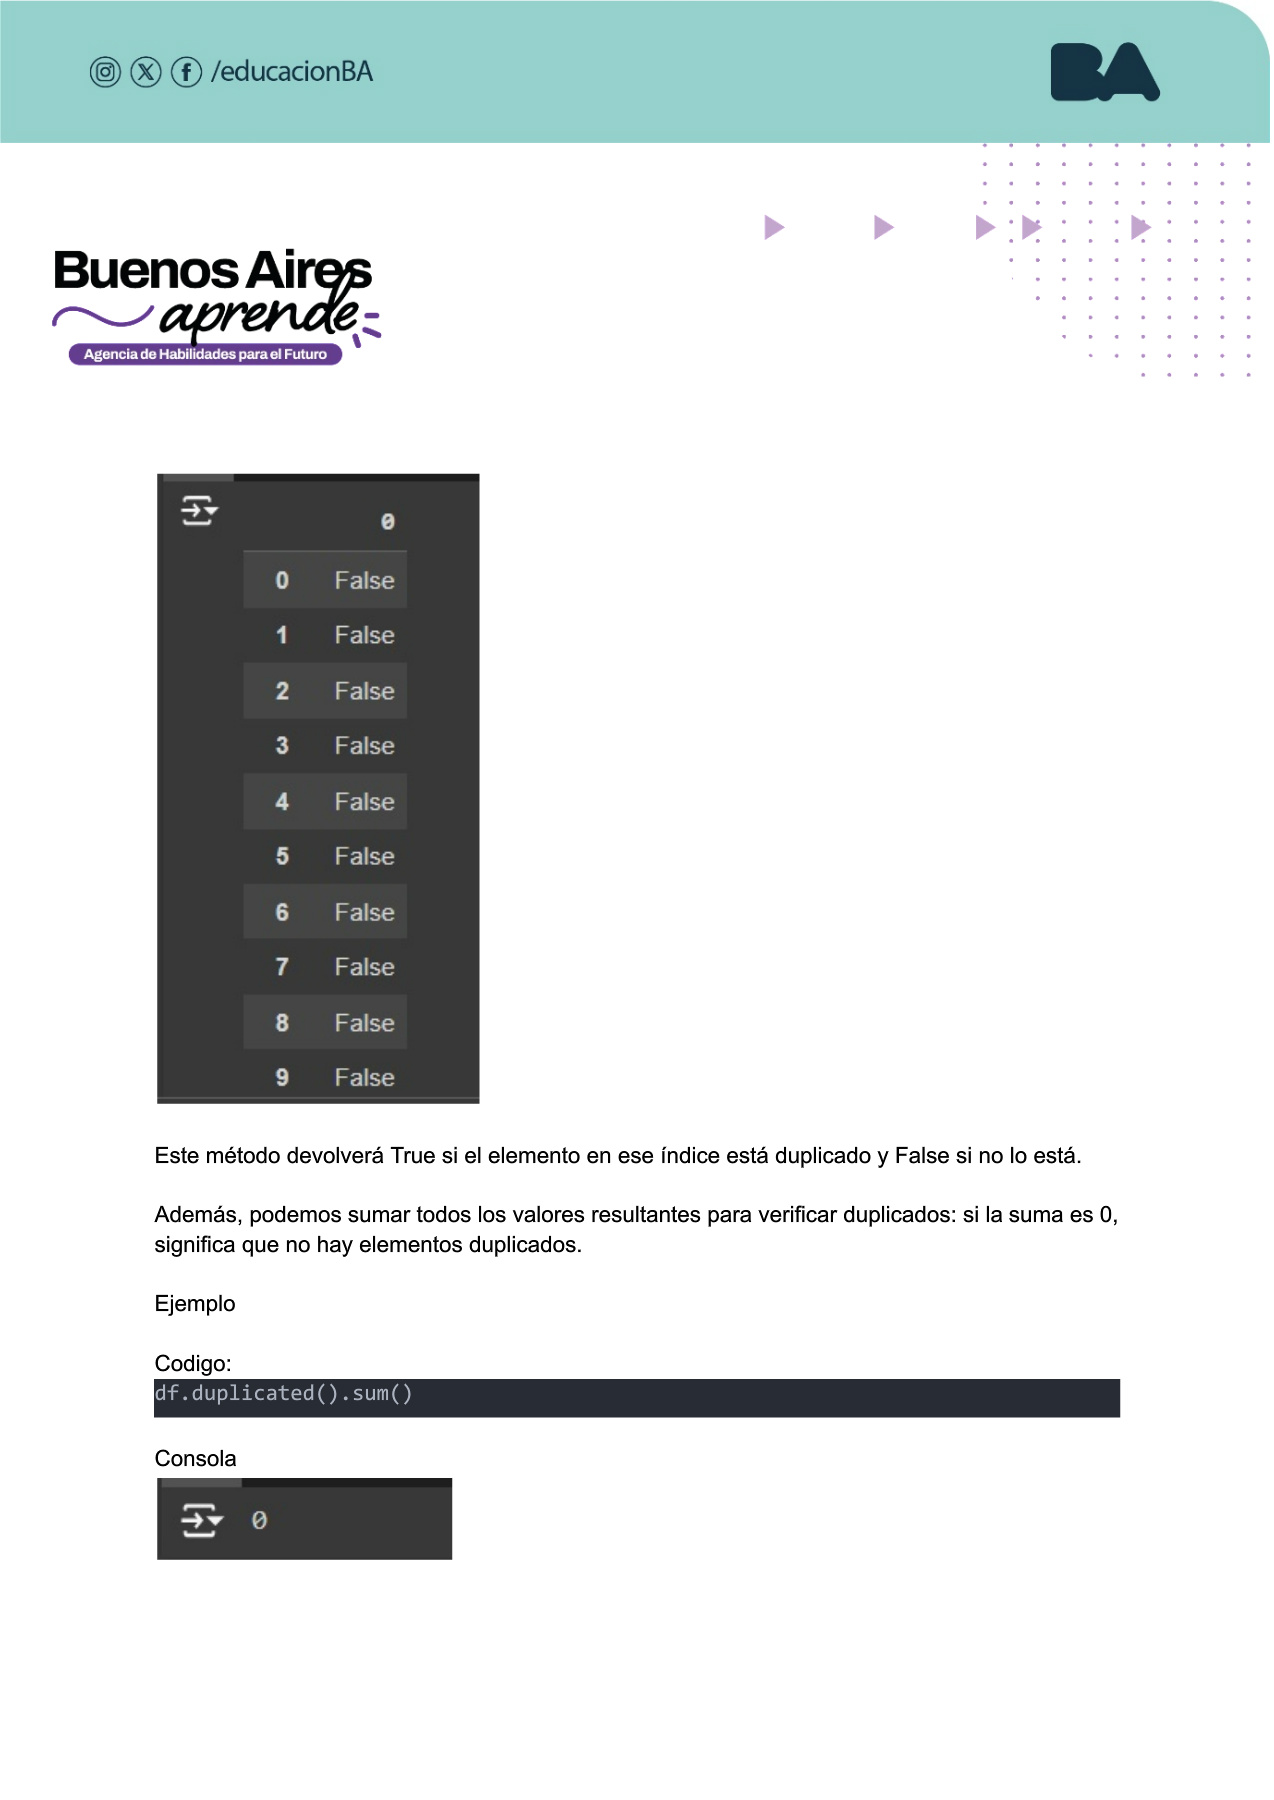 /educacionBA
BA
Buenos Aires
aprende
Agencia de Habilidades para el Futuro
0
0 False
1 False
2 False
3 False
4 False
5 False
6 False
7 False
8 False
9 False
Este método devolverá True si el elemento en ese índice está duplicado y False si no lo está.
Además, podemos sumar todos los valores resultantes para verificar duplicados: si la suma es 0,
significa que no hay elementos duplicados.
Ejemplo
Codigo:
df.duplicated().sum()
Consola
0